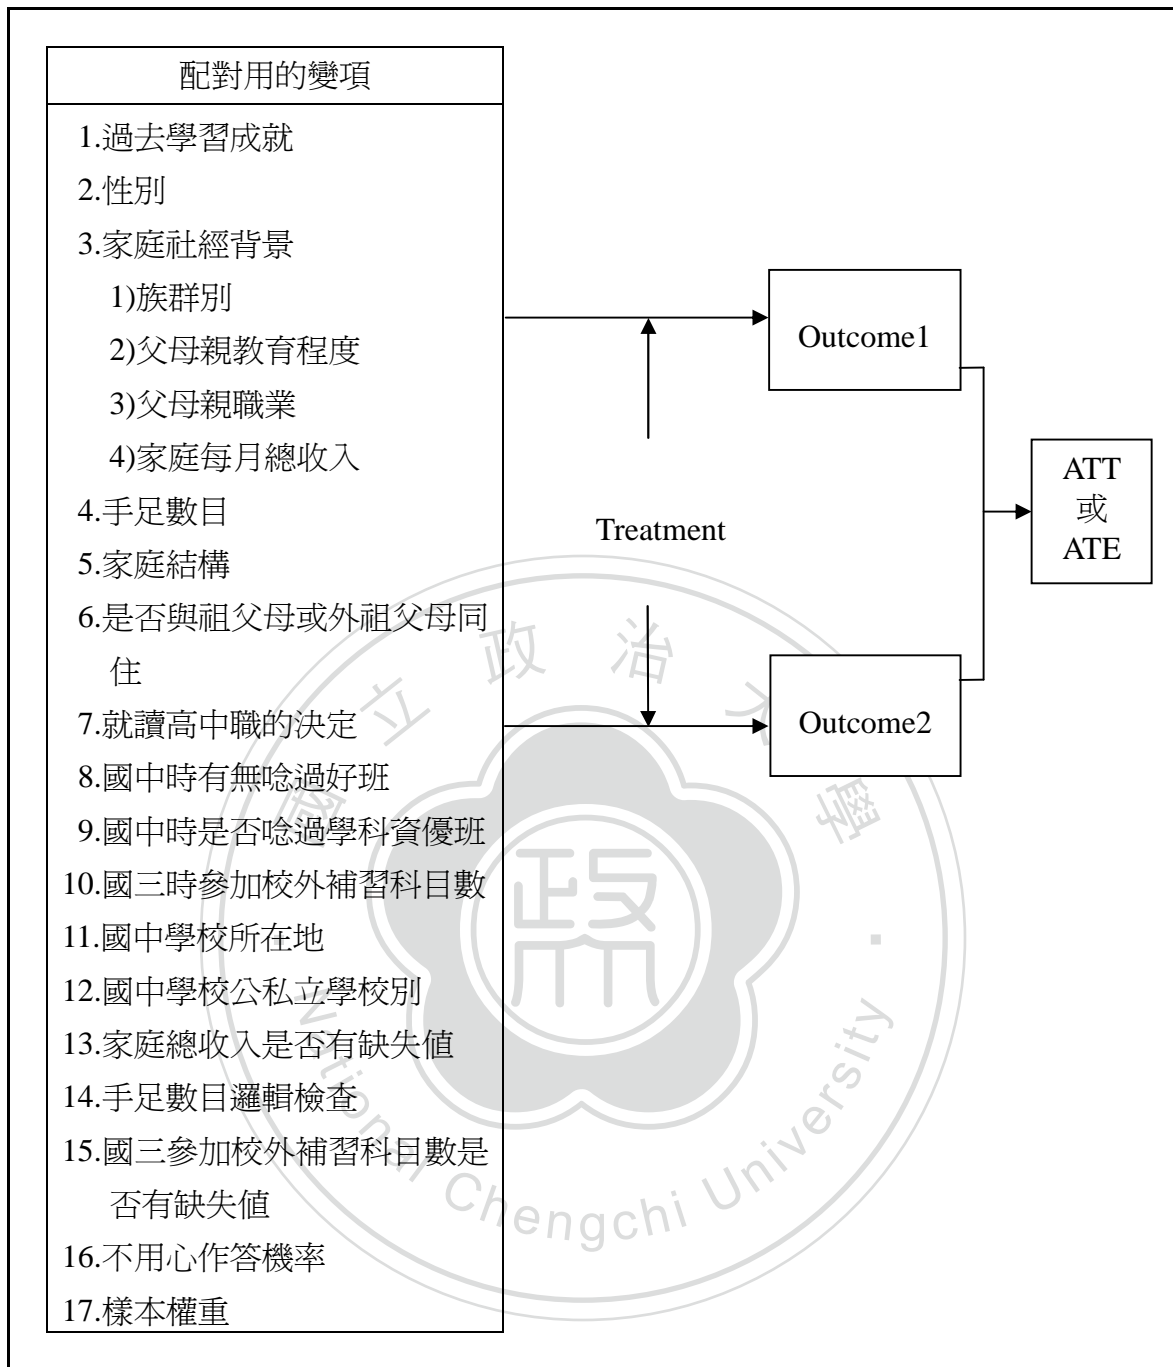 配對用的變項
1.過去學習成就
2.性別
3.家庭社經背景
1)族群別
2)父母親教育程度
3)父母親職業
4)家庭每月總收入
4.手足數目
5.家庭結構
6.是否與祖父母或外祖父母同
住
7.就讀高中職的決定
8.國中時有無唸過好班
9.國中時是否唸過學科資優班
10.國三時參加校外補習科目數
11.國中學校所在地
12.國中學校公私立學校別
13.家庭總收入是否有缺失值
14.手足數目邏輯檢查
15.國三參加校外補習科目數是
否有缺失值
16.不用心作答機率
17.樣本權重
Treatment
Outcome1
Outcome2
ATT
或
ATE
國立政治大學
政大
National Chengchi University